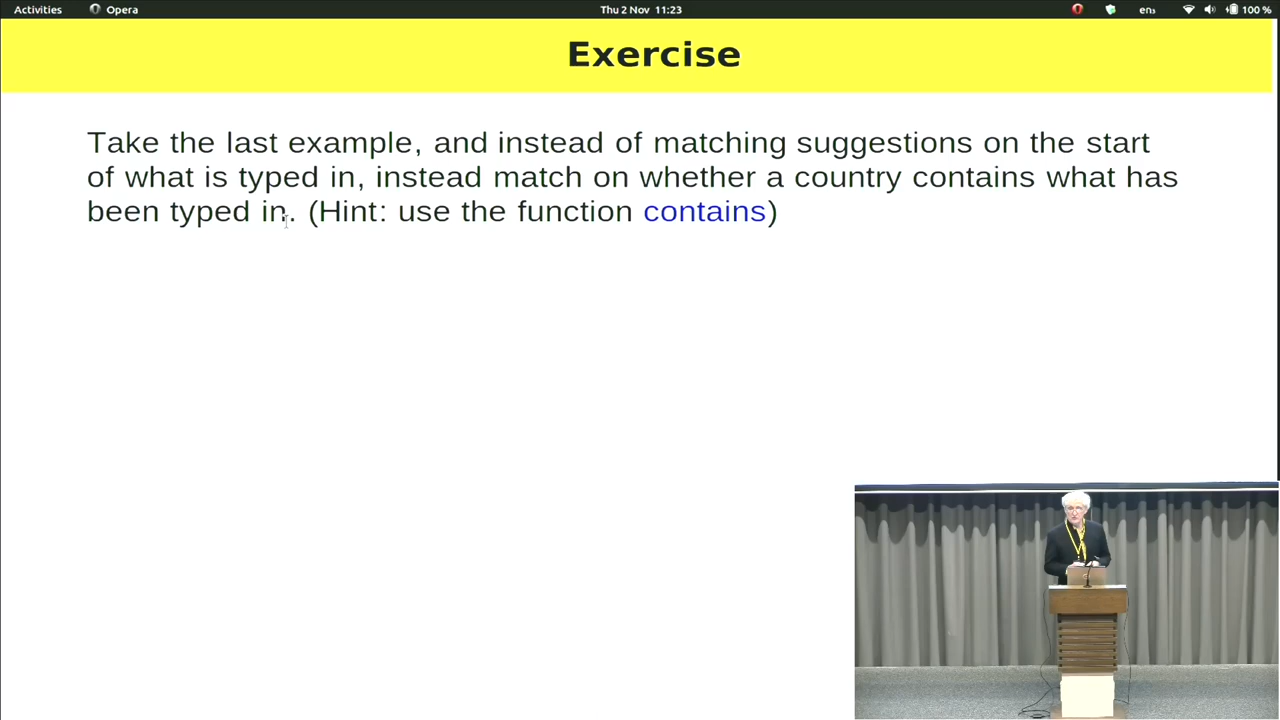 Activities Opera Thu 2 Nov 11:23 en₃ 100 %
Exercise
Take the last example, and instead of matching suggestions on the start
of what is typed in, instead match on whether a country contains what has
been typed in. (Hint: use the function contains)